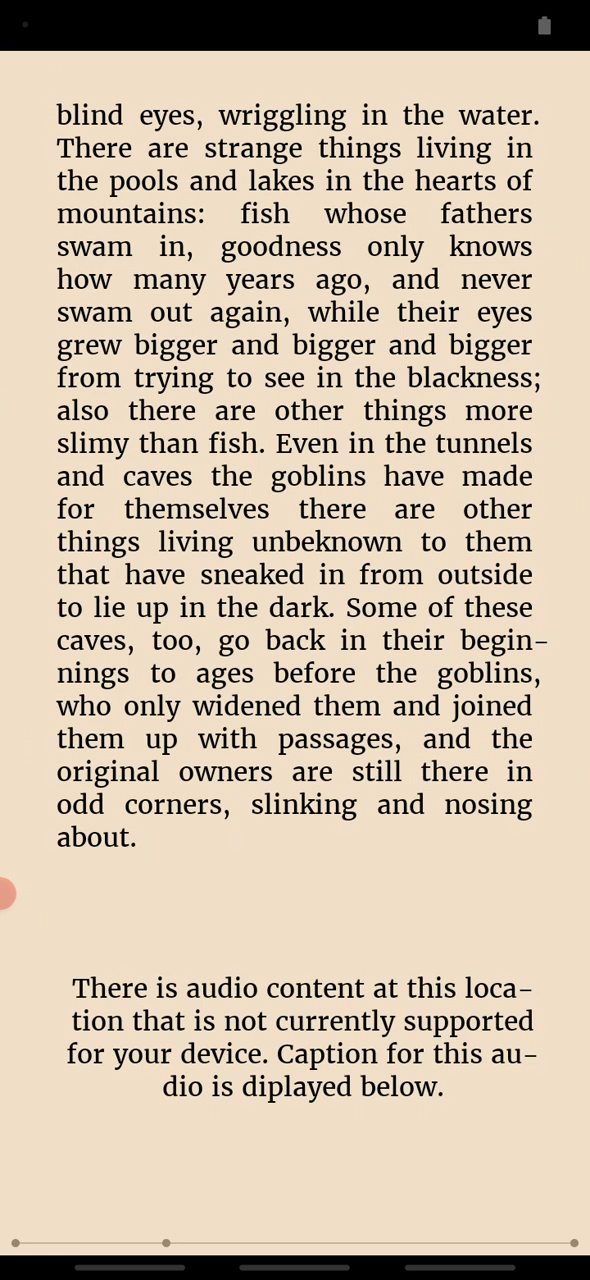 blind eyes, wriggling in the water.
There are strange things living in
the pools and lakes in the hearts of
mountains: fish whose fathers
swam in, goodness only knows
how many years ago, and never
swam out again, while their eyes
grew bigger and bigger and bigger
from trying to see in the blackness;
also there are other things more
slimy than fish. Even in the tunnels
and caves the goblins have made
for themselves there are other
things living unbeknown to them
that have sneaked in from outside
to lie up in the dark. Some of these
caves, too, go back in their begin-
nings to ages before the goblins,
who only widened them and joined
them up with passages, and the
original owners are still there in
odd corners, slinking and nosing
about.
There is audio content at this loca-
tion that is not currently supported
for your device. Caption for this au-
dio is diplayed below.